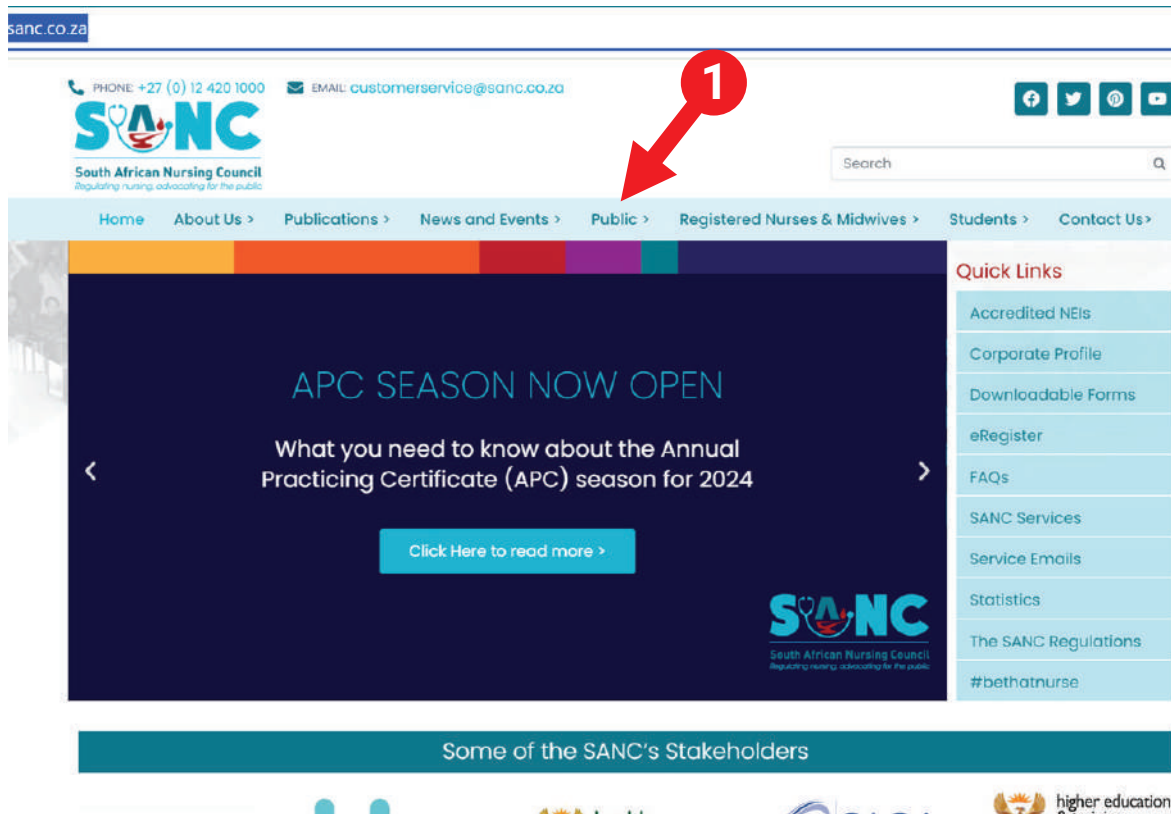 sanc.co.za
PHONE: +27 (0) 12 420 1000 EMAIL: customerservice@sanc.co.za
1
SANC
South African Nursing Council
Regulating nursing, advocating for the public
Search
Home About Us > Publications > News and Events > Public > Registered Nurses & Midwives > Students > Contact Us>
APC SEASON NOW OPEN
What you need to know about the Annual
Practicing Certificate (APC) season for 2024
Click Here to read more >
SANC
South African Nursing Council
Regulating nursing, advocating for the public
Quick Links
Accredited NEIs
Corporate Profile
Downloadable Forms
eRegister
FAQs
SANC Services
Service Emails
Statistics
The SANC Regulations
#bethatnurse
Some of the SANC's Stakeholders
higher education